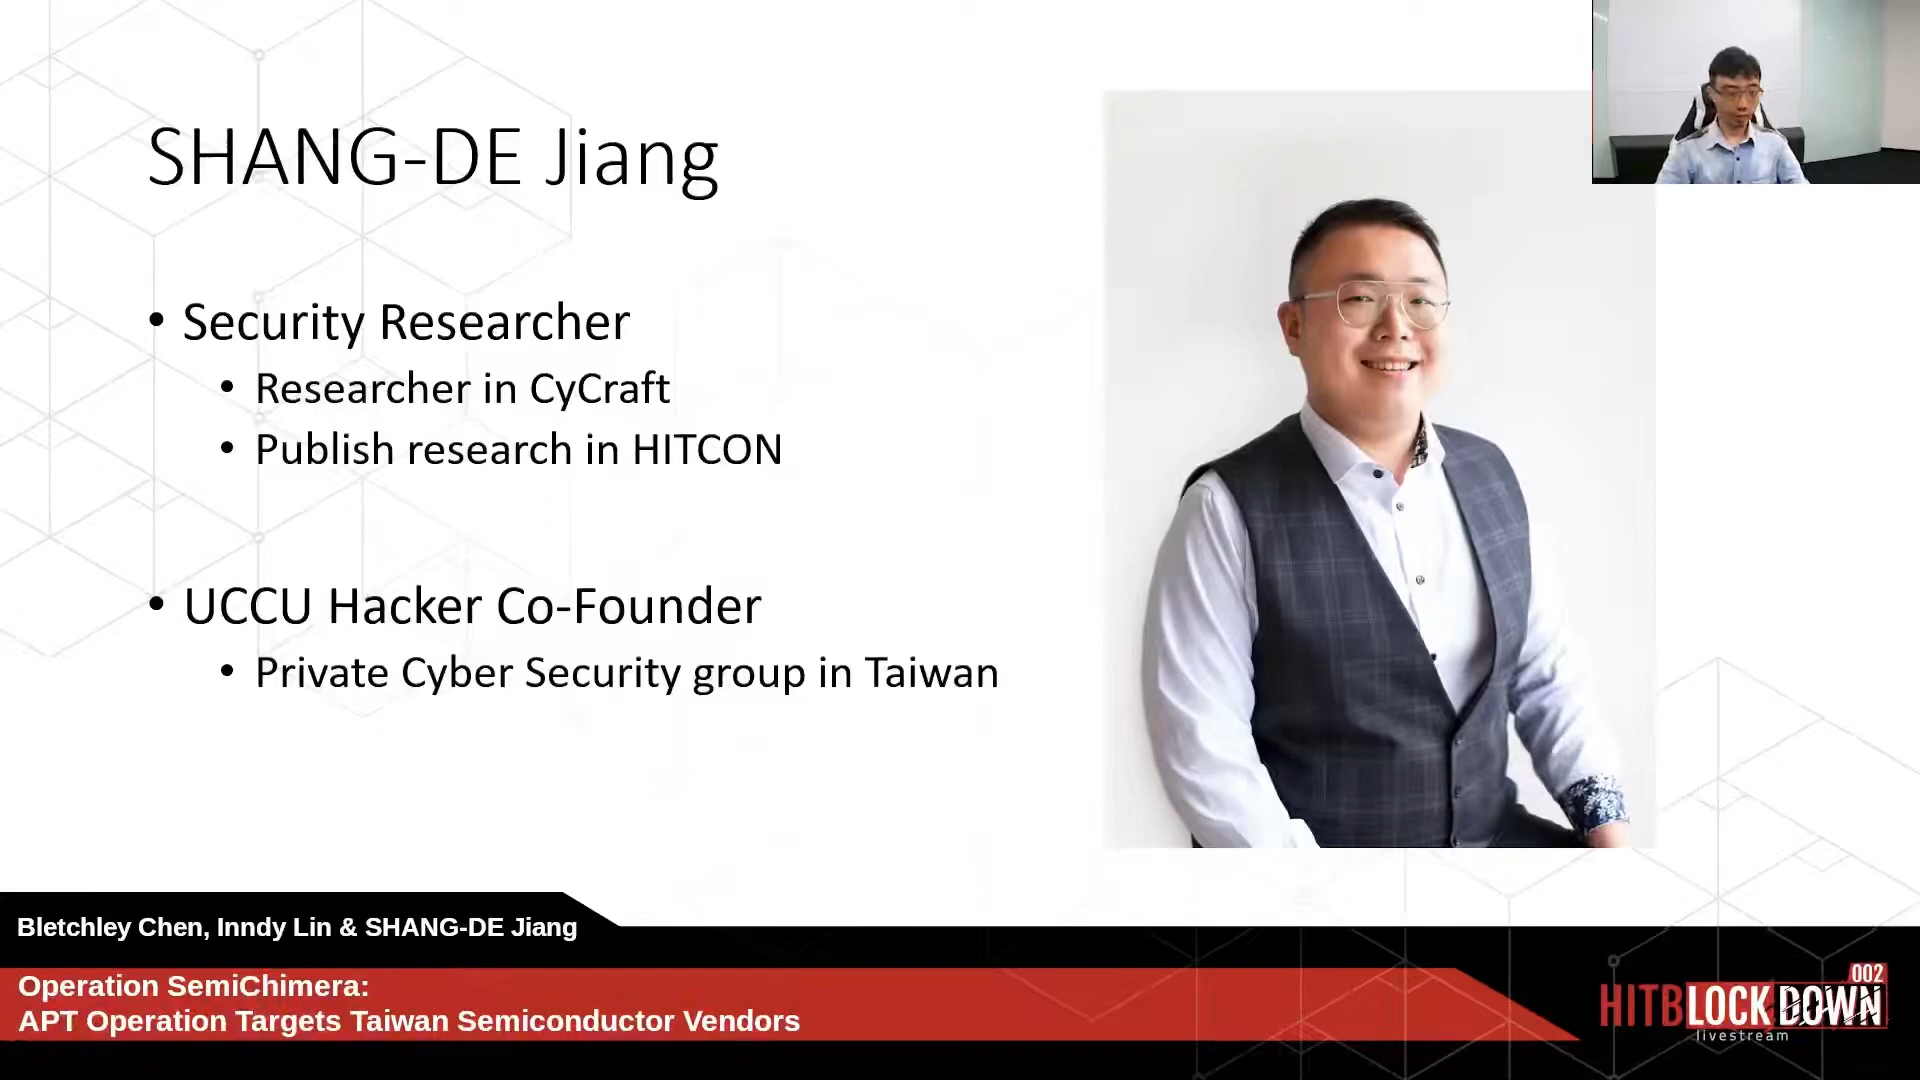 SHANG-DE Jiang
• Security Researcher
• Researcher in CyCraft
• Publish research in HITCON
• UCCU Hacker Co-Founder
• Private Cyber Security group in Taiwan
Bletchley Chen, Inndy Lin & SHANG-DE Jiang
Operation SemiChimera:
APT Operation Targets Taiwan Semiconductor Vendors
002
HITBLOCKDOWN
livestream